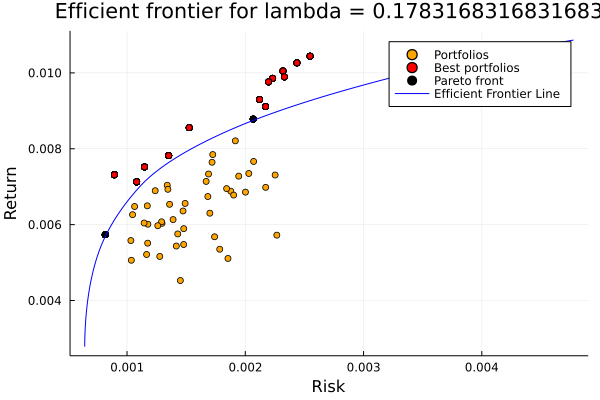 Efficient frontier for lambda = 0.1783168316831683
Return
0.010
0.008
0.006
0.004
Portfolios
Best portfolios
Pareto front
Efficient Frontier Line
0.001
0.002
0.003
0.004
Risk